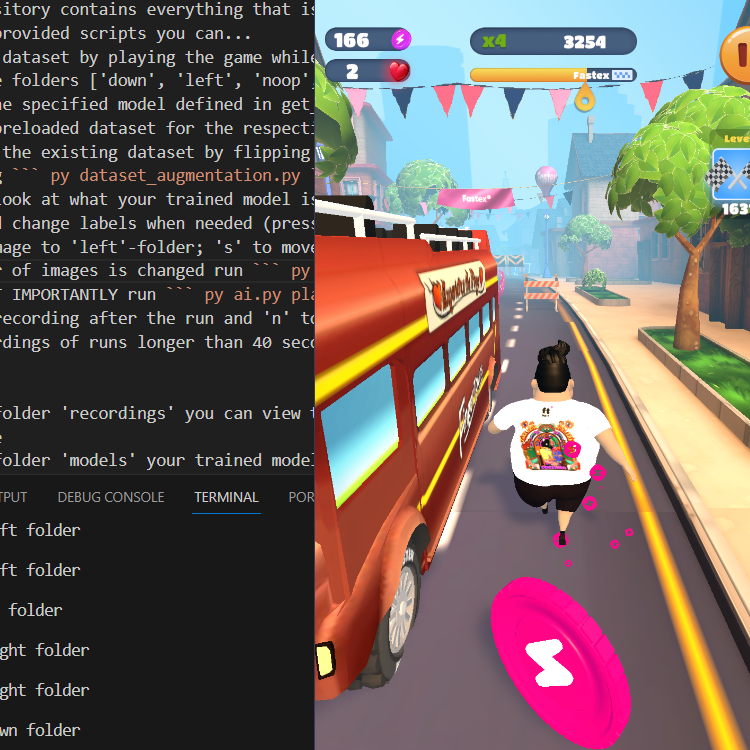 sitory contains everything that is
provided scripts you can...
dataset by playing the game while
e folders ['down', 'left', 'noop'
he specified model defined in get_
preloaded dataset for the respecti
the existing dataset by flipping
g ``` py dataset_augmentation.py
look at what your trained model is
d change labels when needed (press
mage to 'left'-folder; 's' to move
r of images is changed run ``` py
T IMPORTANTLY run ``` py ai.py pla
recording after the run and 'n' to
rdings of runs longer than 40 seco
folder 'recordings' you can view t
e
folder 'models' your trained model
TPUT DEBUG CONSOLE TERMINAL POR
ft folder
ft folder
folder
ght folder
ght folder
wn folder
166
x4 3254
2
Fastex
Level
163
Fastex